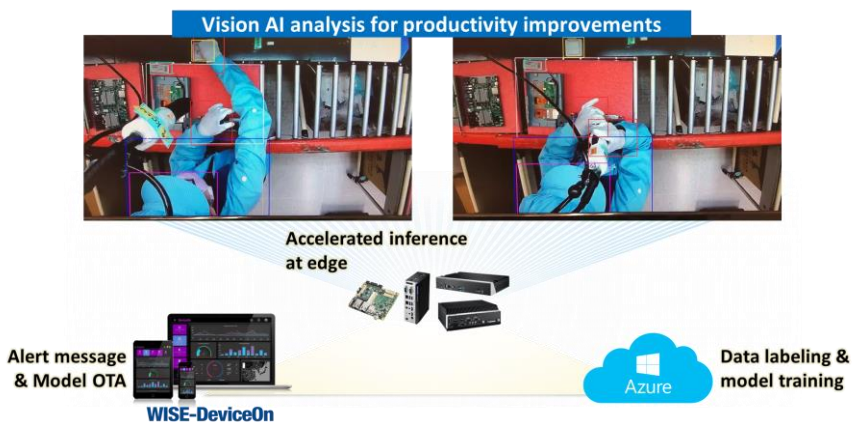 Vision AI analysis for productivity improvements
Accelerated inference
at edge
Alert message
& Model OTA
WISE-DeviceOn
Azure
Data labeling &
model training